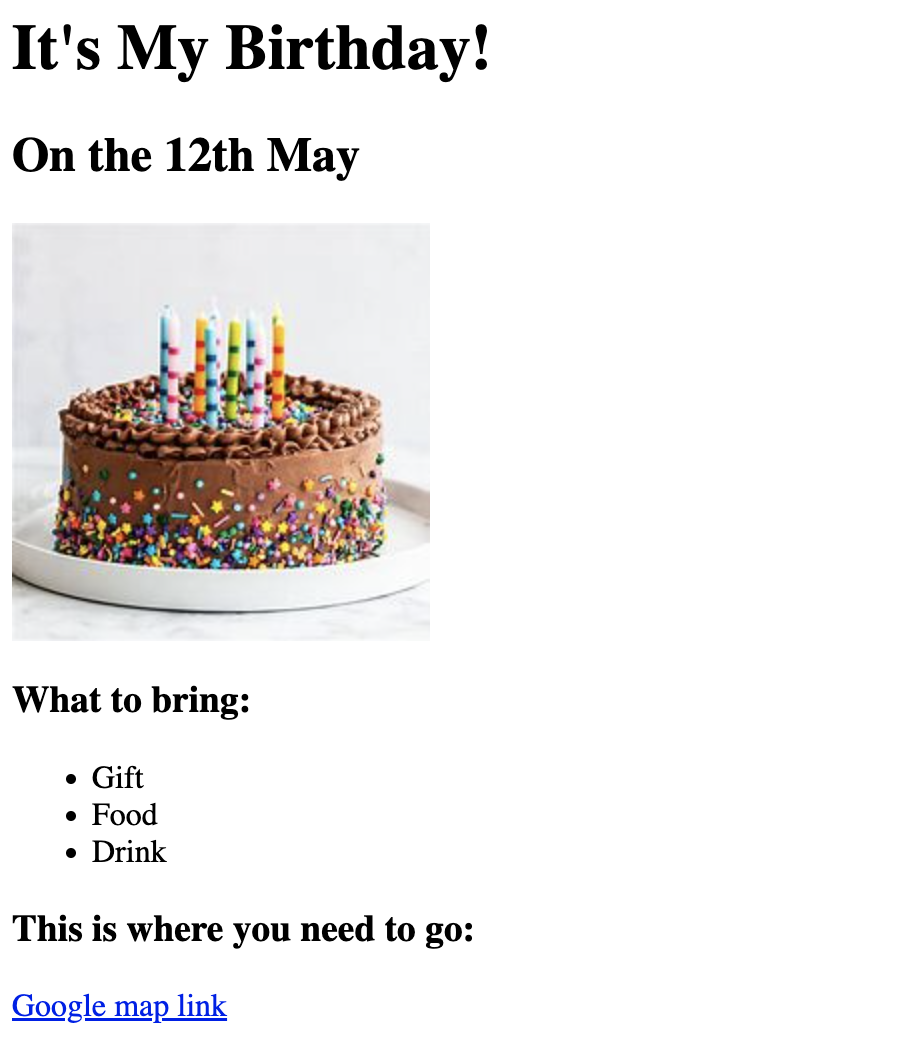 It's My Birthday!
On the 12th May
What to bring:
Gift
Food
Drink
This is where you need to go:
Google map link